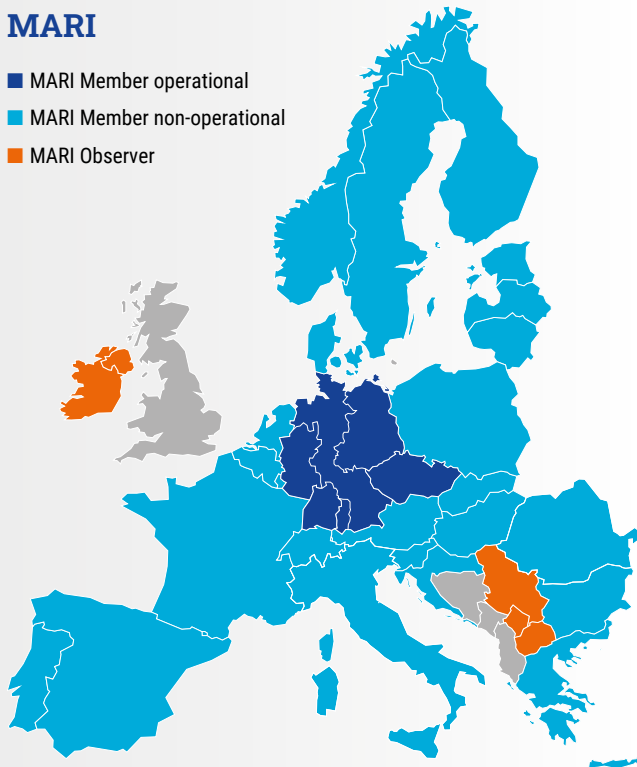 MARI
MARI Member operational
MARI Member non-operational
MARI Observer